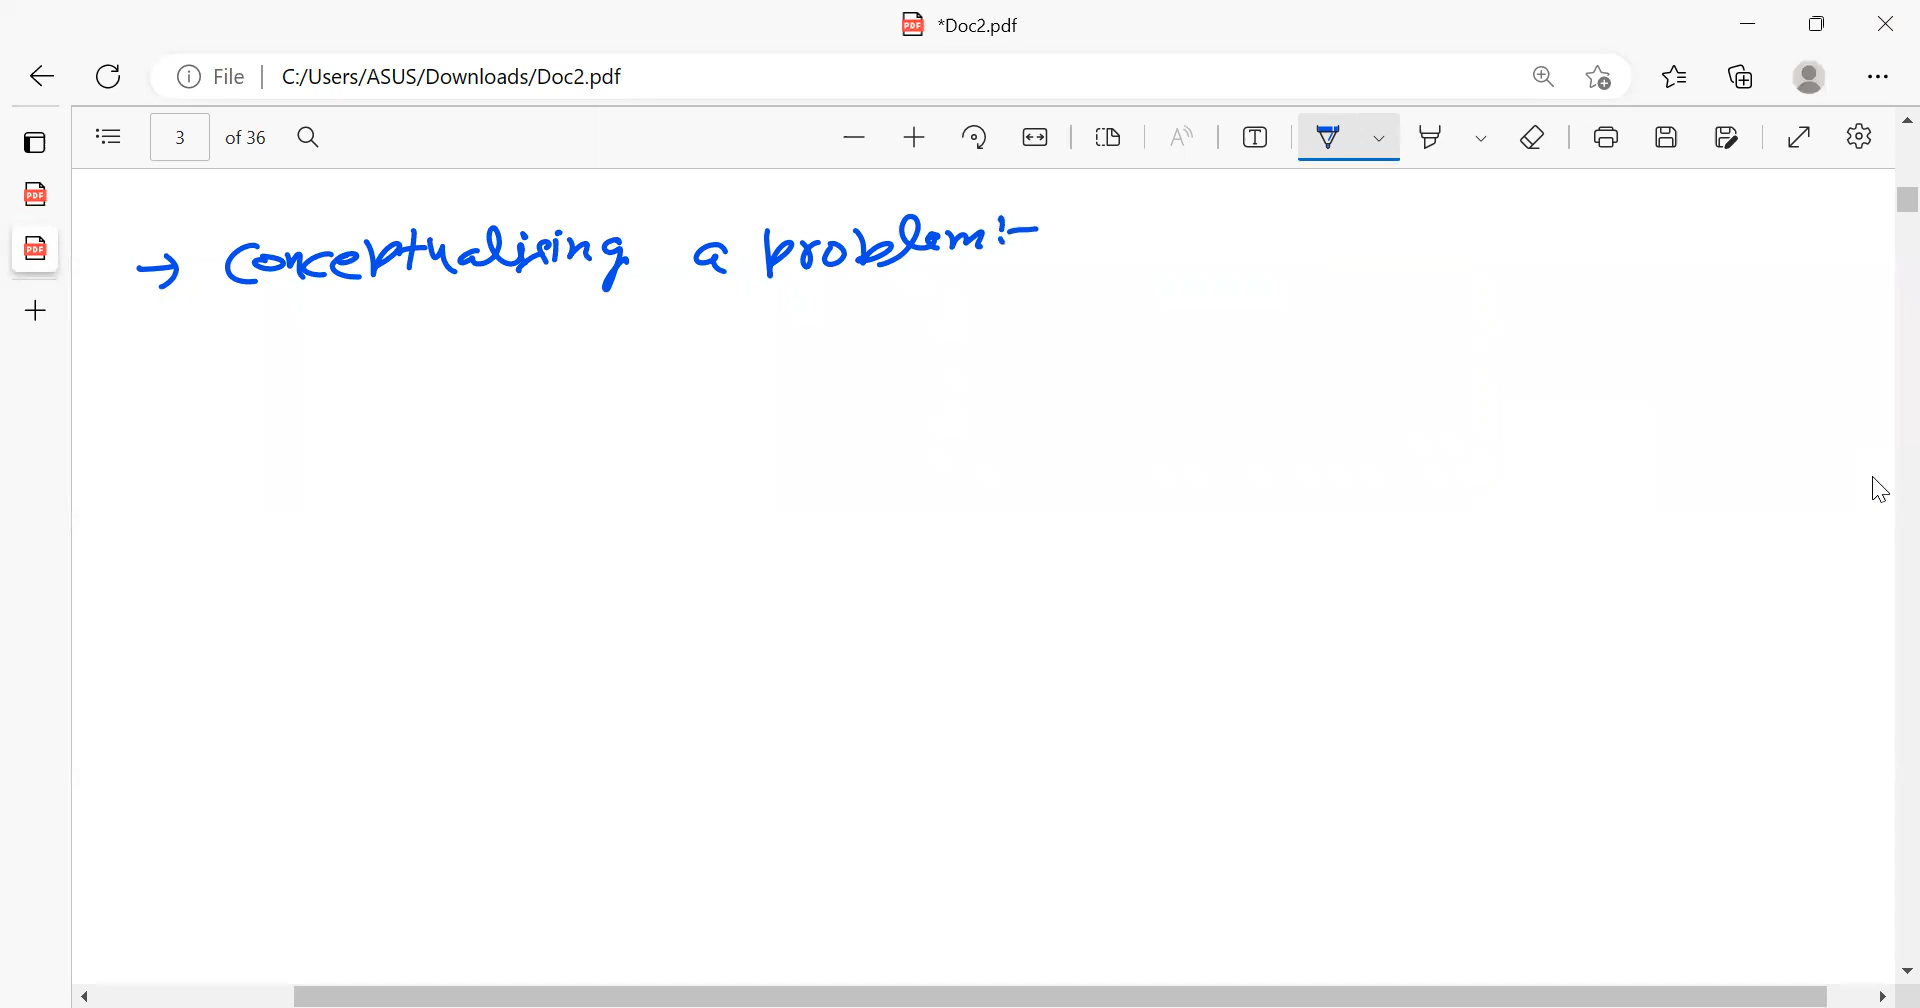 *Doc2.pdf
File | C:/Users/ASUS/Downloads/Doc2.pdf
3 of 36
→ Conceptualising a problem:-